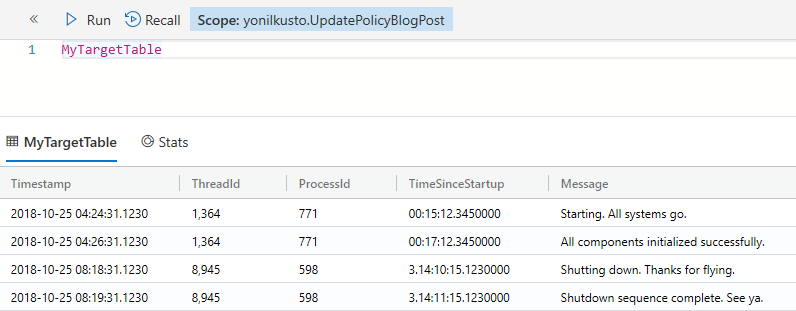 « Run Recall Scope: yonilkusto.UpdatePolicyBlogPost
1 MyTargetTable
MyTargetTable Stats
Timestamp ThreadId ProcessId TimeSinceStartup Message
2018-10-25 04:24:31.1230 1,364 771 00:15:12.3450000 Starting. All systems go.
2018-10-25 04:26:31.1230 1,364 771 00:17:12.3450000 All components initialized successfully.
2018-10-25 08:18:31.1230 8,945 598 3.14:10:15.1230000 Shutting down. Thanks for flying.
2018-10-25 08:19:31.1230 8,945 598 3.14:11:15.1230000 Shutdown sequence complete. See ya.